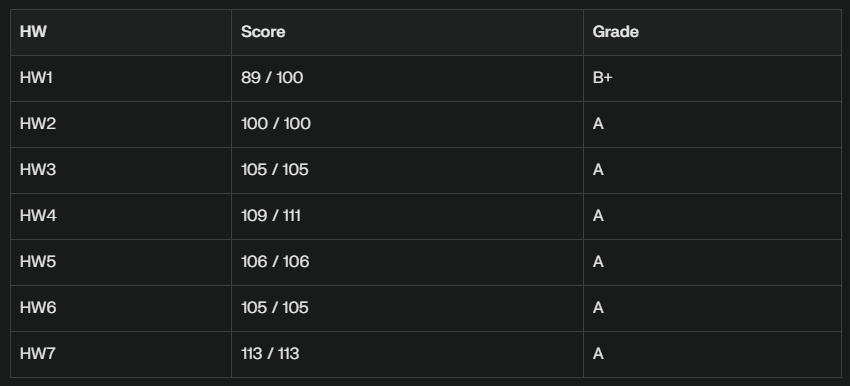 HW Score Grade
HW1 89 / 100 B+
HW2 100 / 100 A
HW3 105 / 105 A
HW4 109 / 111 A
HW5 106 / 106 A
HW6 105 / 105 A
HW7 113 / 113 A